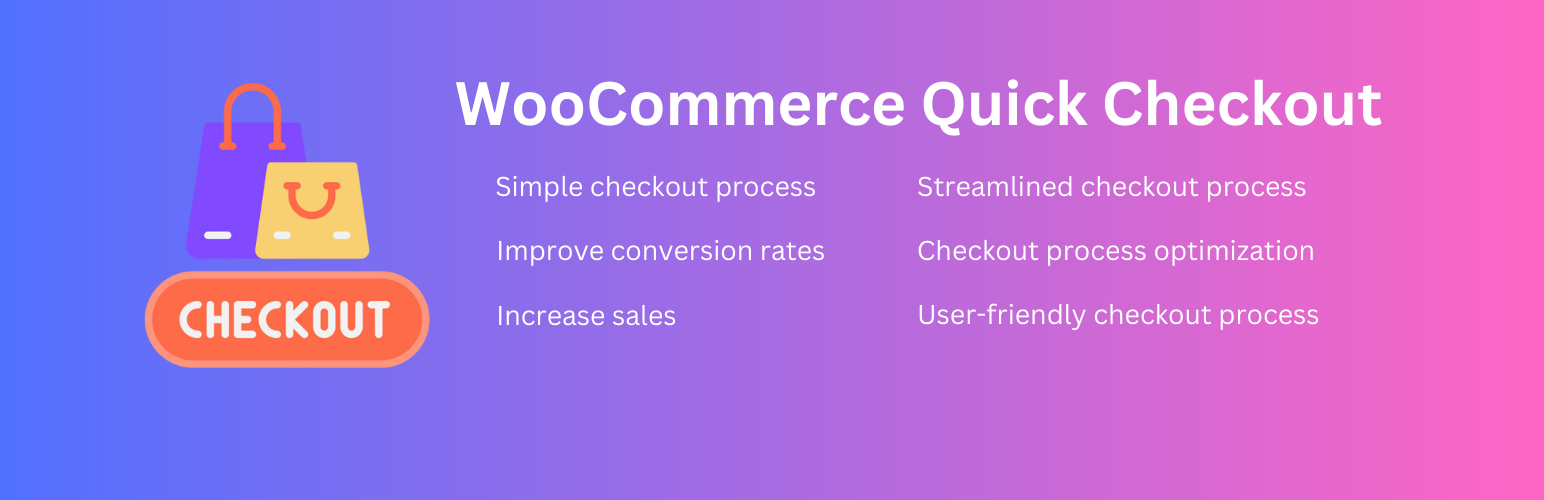 WooCommerce Quick Checkout
Simple checkout process
Improve conversion rates
Increase sales
Streamlined checkout process
Checkout process optimization
User-friendly checkout process
CHECKOUT